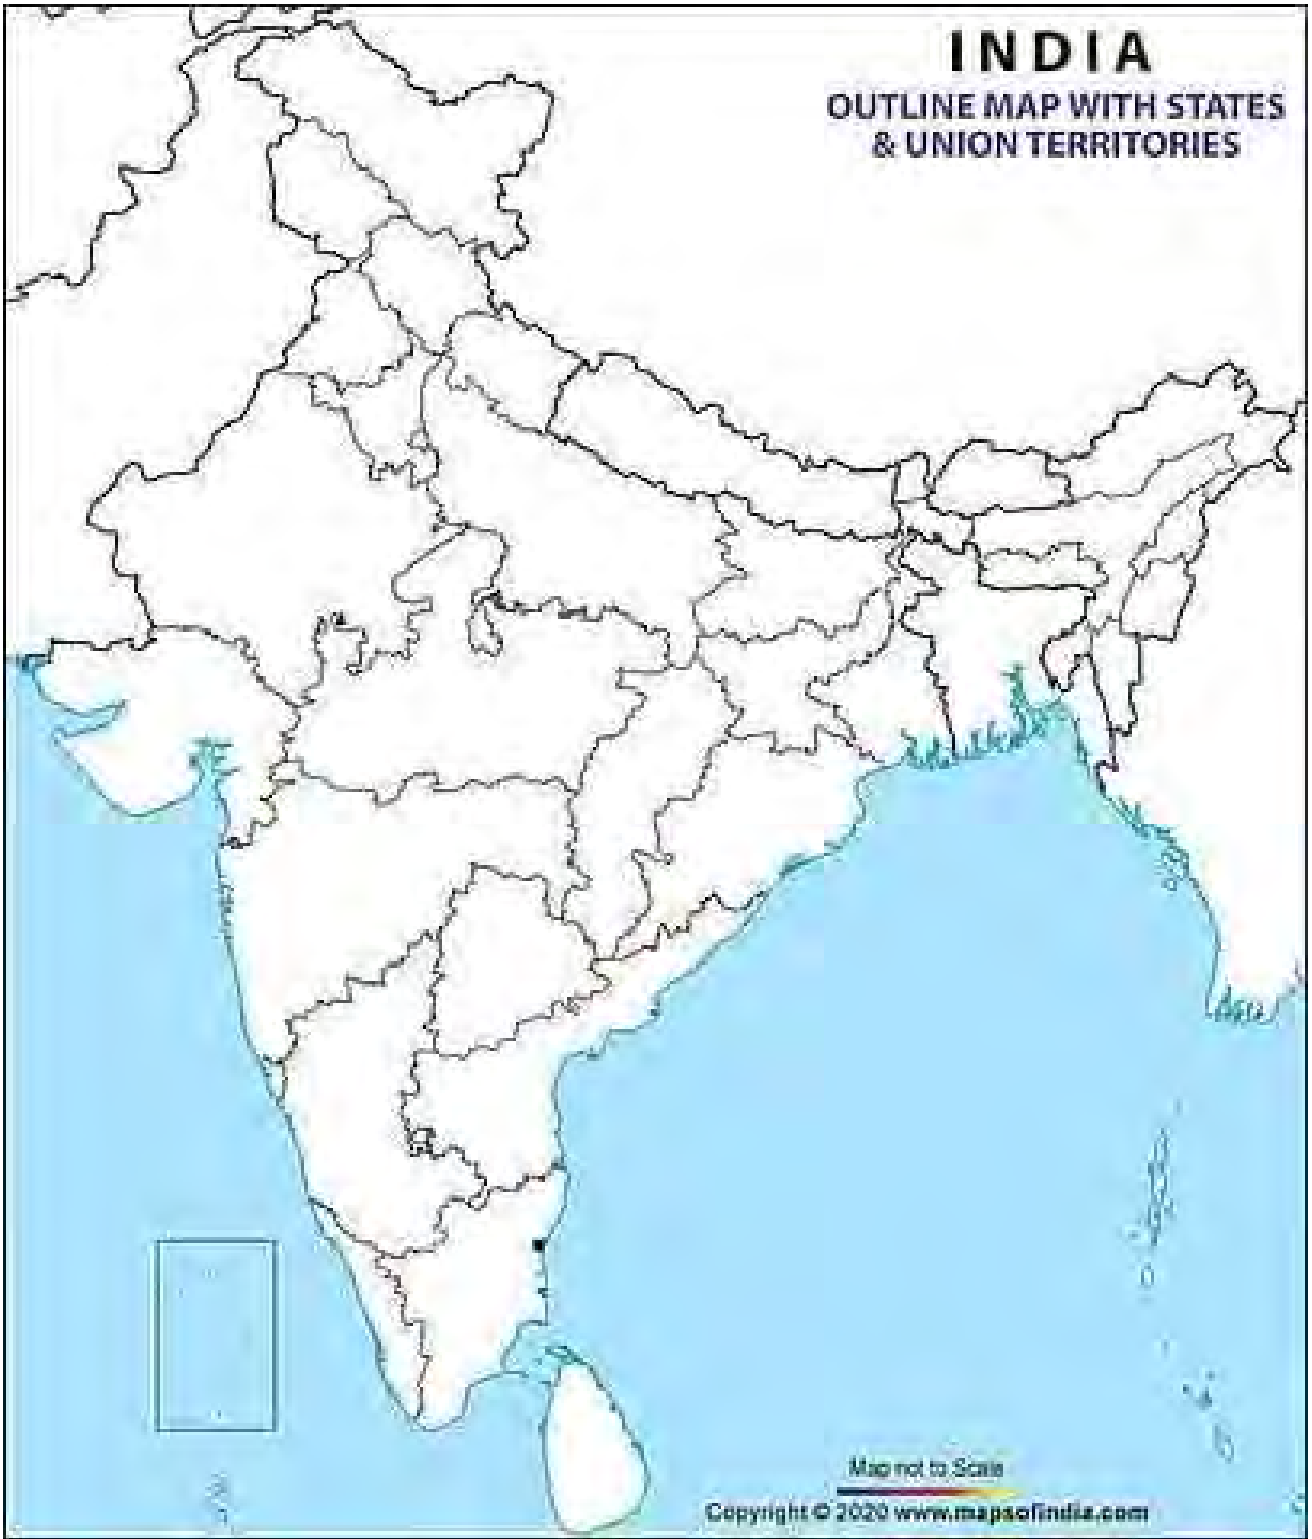 INDIA
OUTLINE MAP WITH STATES
& UNION TERRITORIES
Map not to Scale
Copyright © 2020 www.mapsofindia.com